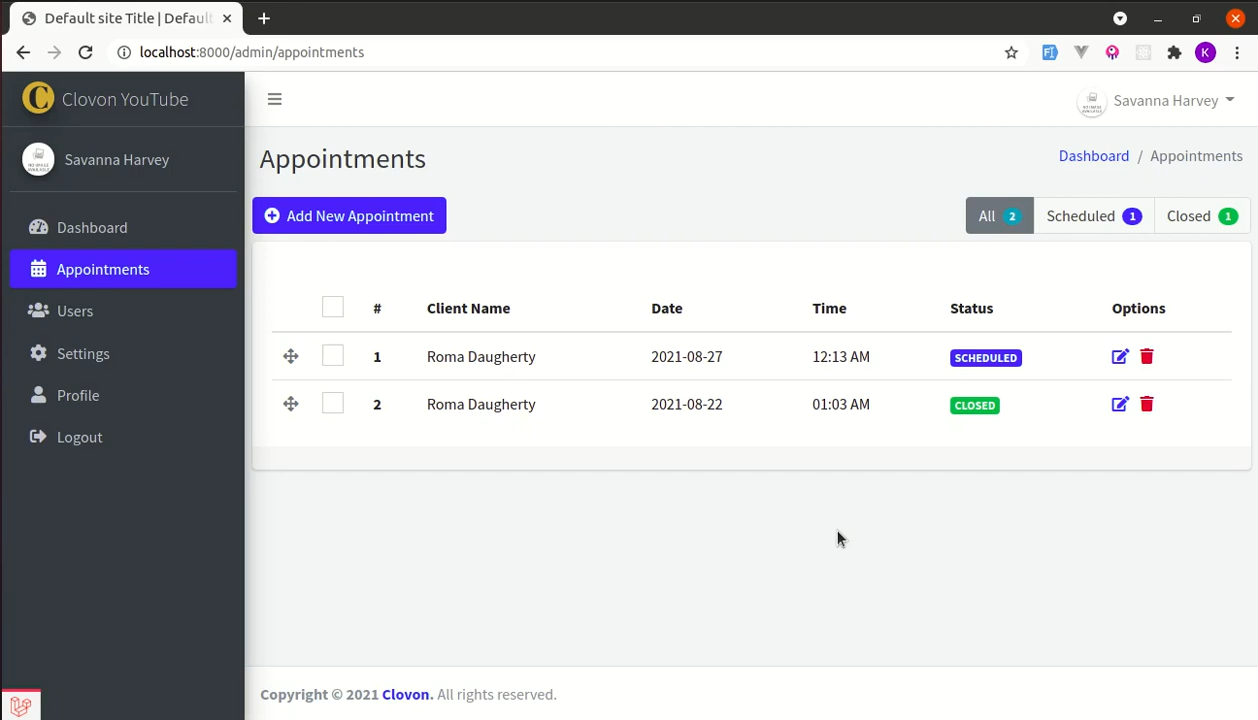 Default site Title | Default
localhost:8000/admin/appointments
K
C Clovon YouTube
Savanna Harvey
Savanna Harvey
Dashboard
Appointments
Users
Settings
Profile
Logout
Appointments
Dashboard / Appointments
Add New Appointment
All 2
Scheduled 1
Closed 1
# Client Name Date Time Status Options
1 Roma Daugherty 2021-08-27 12:13 AM SCHEDULED
2 Roma Daugherty 2021-08-22 01:03 AM CLOSED
Copyright © 2021 Clovon. All rights reserved.